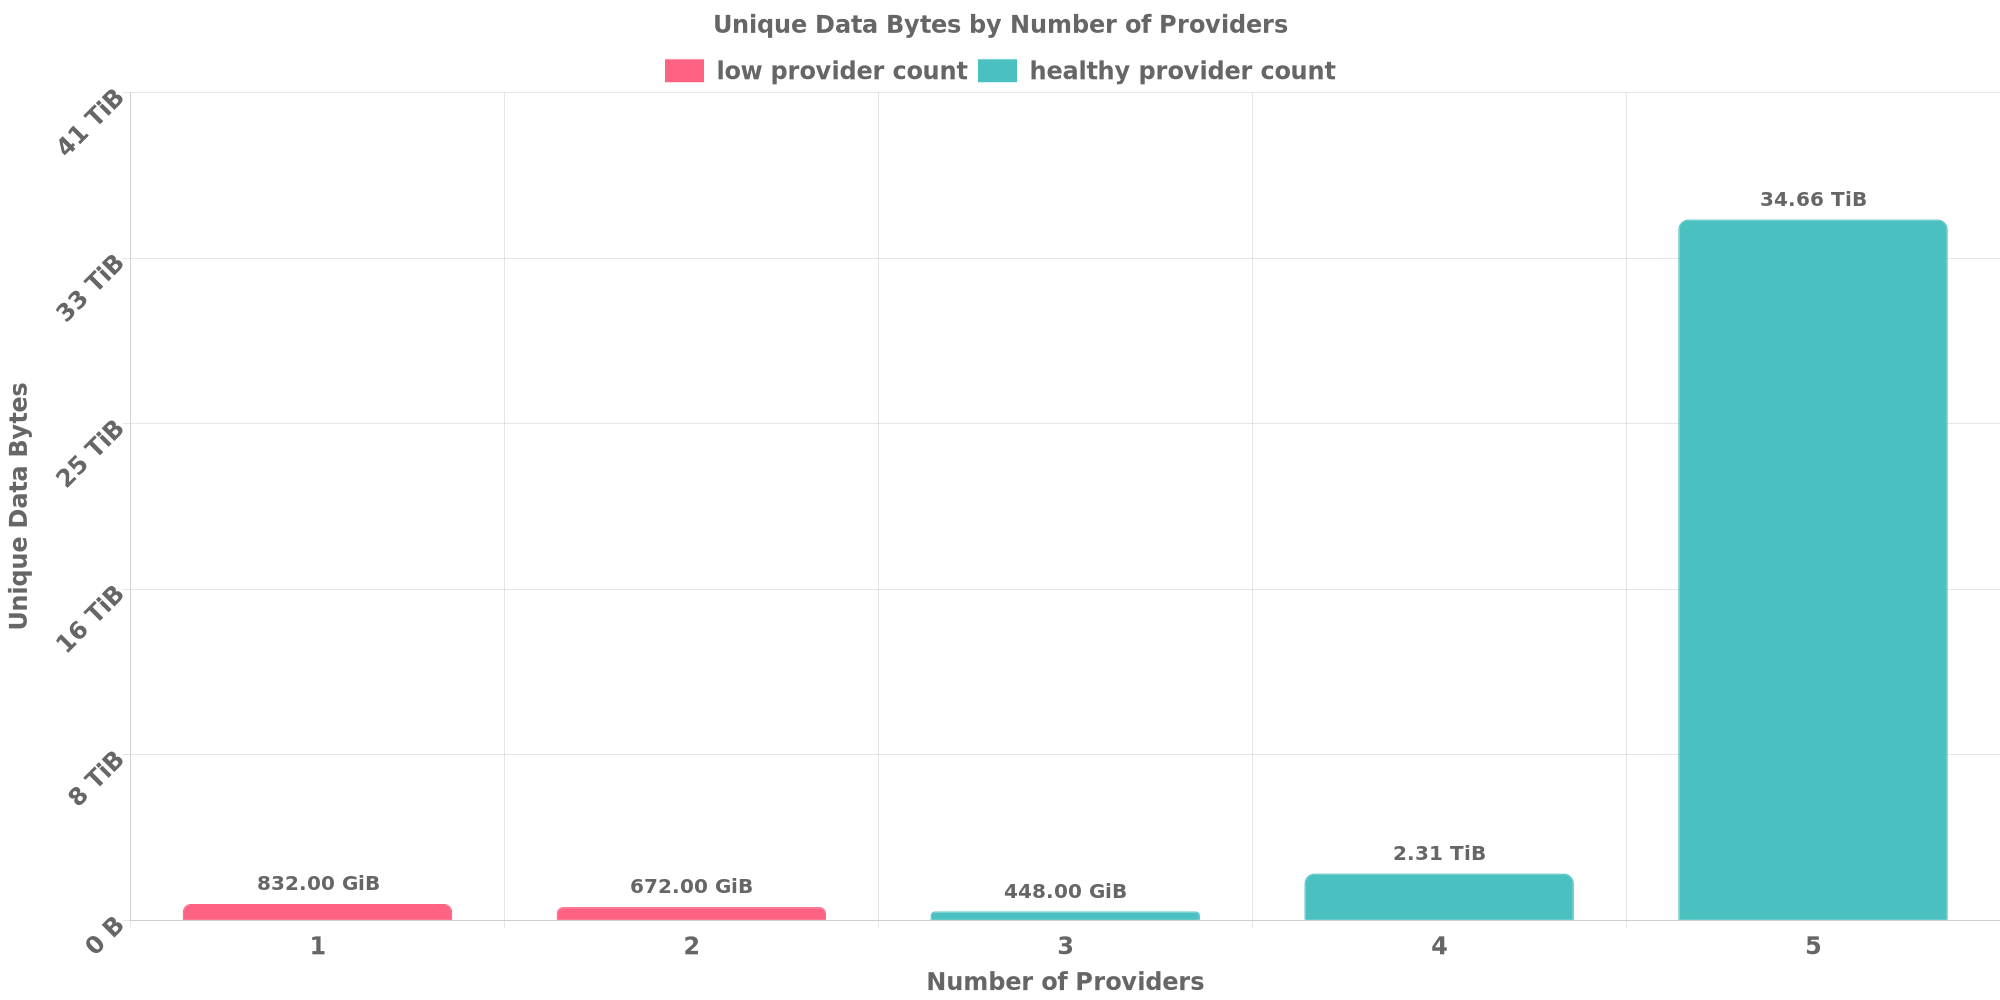 Unique Data Bytes by Number of Providers
low provider count healthy provider count
41 TiB
33 TiB
25 TiB
16 TiB
8 TiB
0 B
Unique Data Bytes
832.00 GiB
672.00 GiB
448.00 GiB
2.31 TiB
34.66 TiB
1 2 3 4 5
Number of Providers